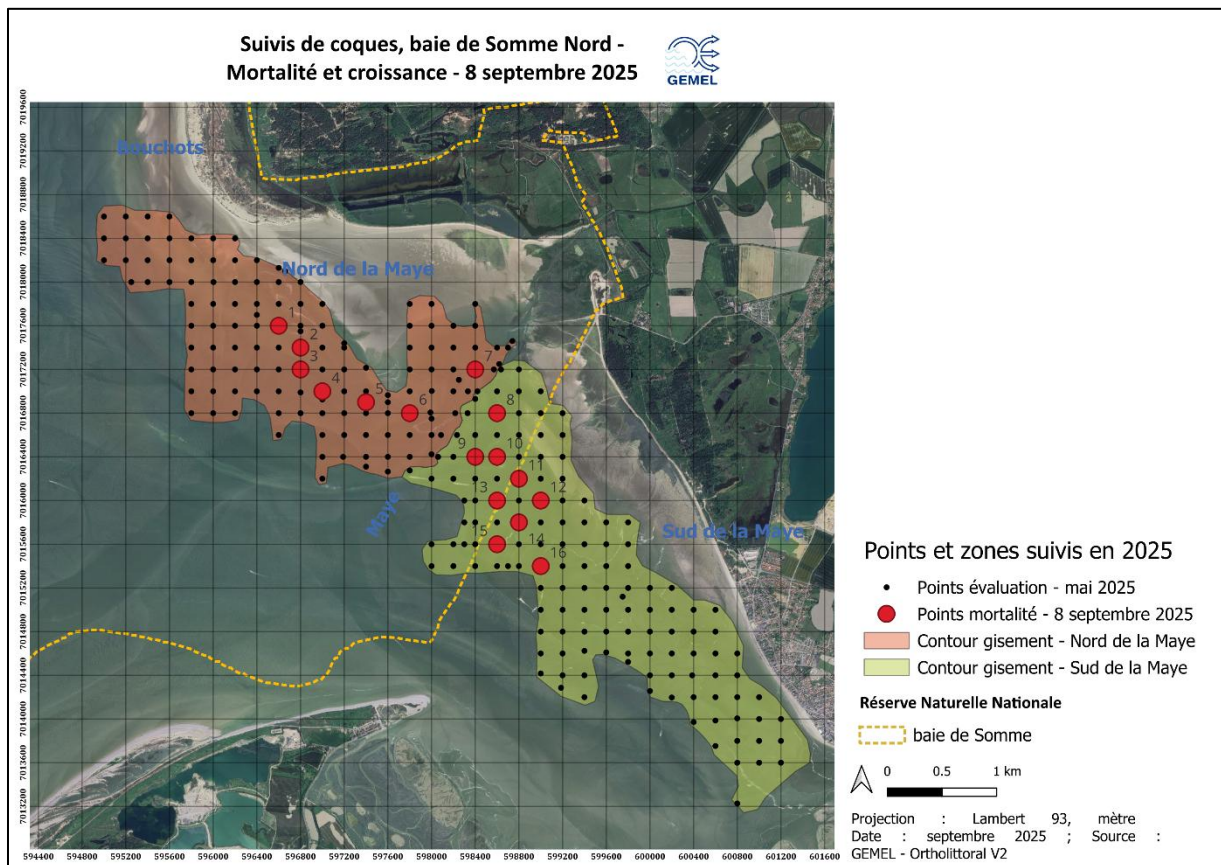 Suivis de coques, baie de Somme Nord -
Mortalité et croissance - 8 septembre 2025
GEMEL
7019600
7019200
7018800
7018400
7018000
7017600
7017200
7016800
7016400
7016000
7015600
7015200
7014800
7014400
7014000
7013600
7013200
Bouchots
Nord de la Maye
1
2
3
4
5
6
7
8
9
10
11
12
13
14
15
16
Maye
Sud de la Maye
594400 594800 595200 595600 596000 596400 596800 597200 597600 598000 598400 598800 599200 599600 600000 600400 600800 601200 601600
Points et zones suivis en 2025
Points évaluation - mai 2025
Points mortalité - 8 septembre 2025
Contour gisement - Nord de la Maye
Contour gisement - Sud de la Maye
Réserve Naturelle Nationale
baie de Somme
0 0.5 1 km
Projection : Lambert 93, mètre
Date : septembre 2025 ; Source :
GEMEL - Ortholittoral V2